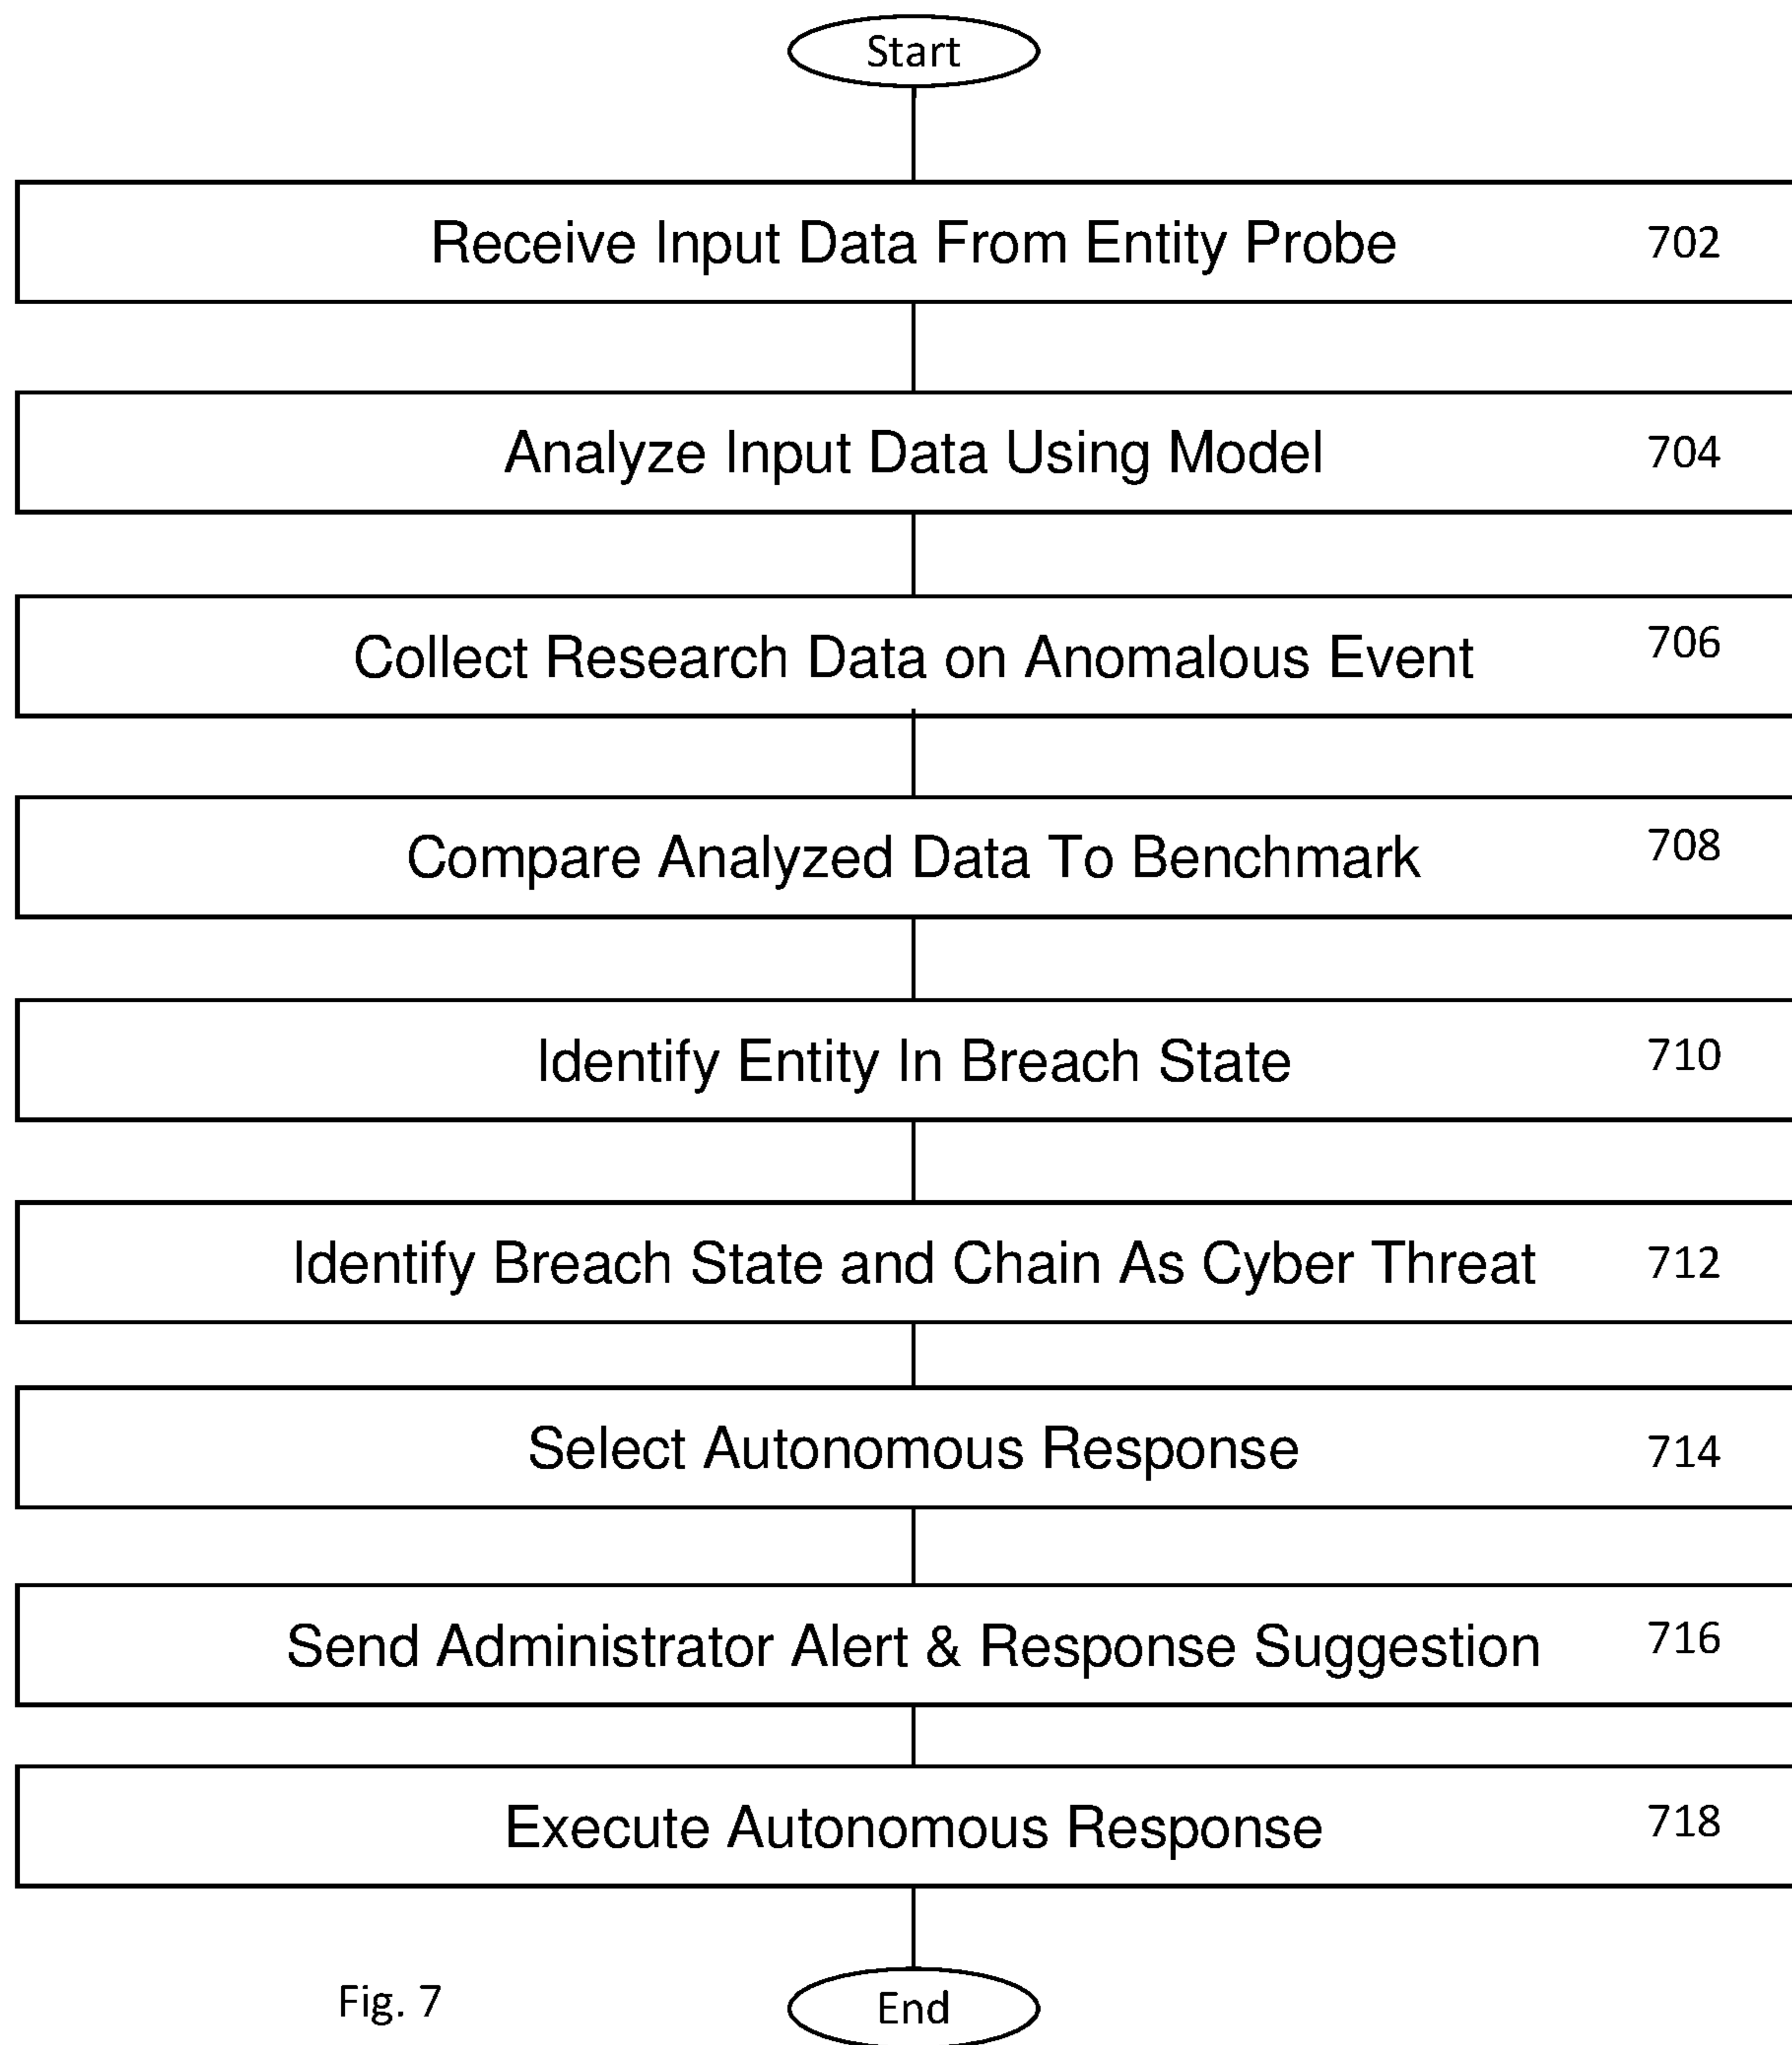 Start
Receive Input Data From Entity Probe 702
Analyze Input Data Using Model 704
Collect Research Data on Anomalous Event 706
Compare Analyzed Data To Benchmark 708
Identify Entity In Breach State 710
Identify Breach State and Chain As Cyber Threat 712
Select Autonomous Response 714
Send Administrator Alert & Response Suggestion 716
Execute Autonomous Response 718
Fig. 7
End